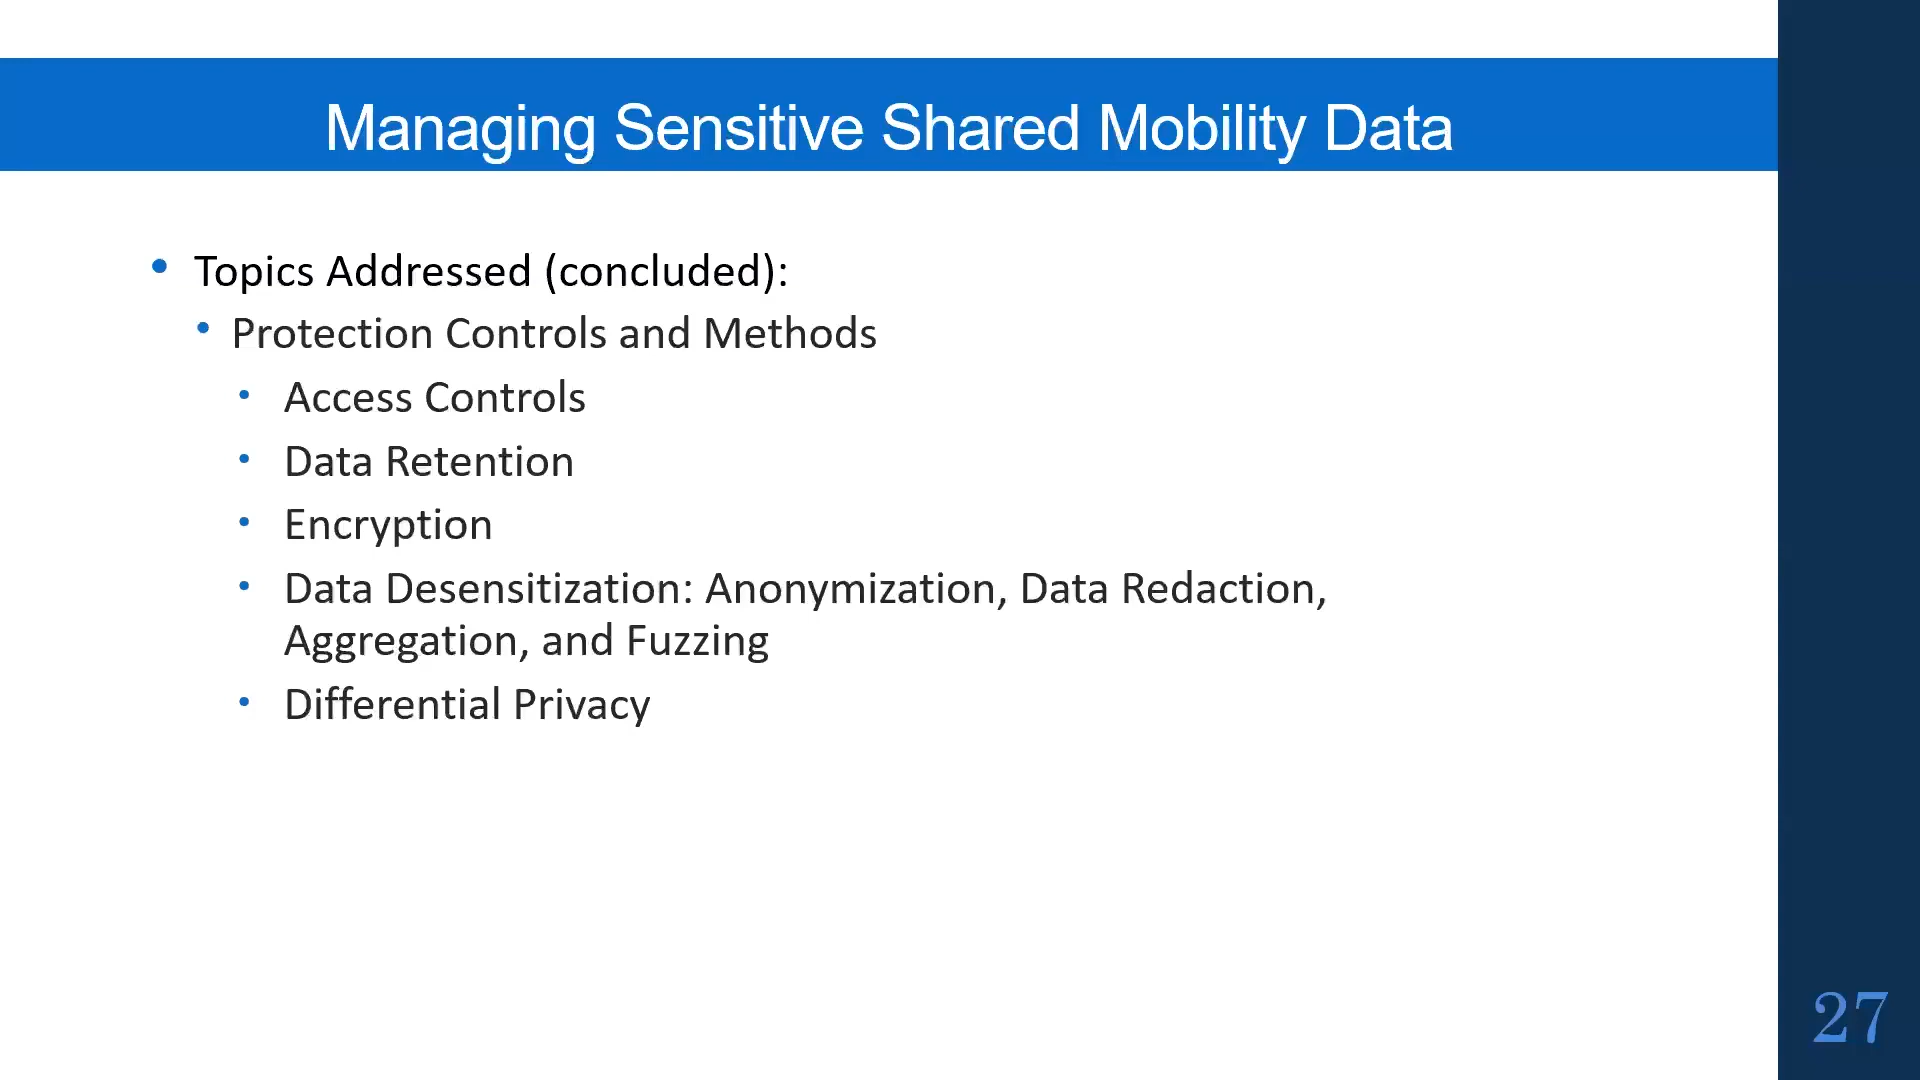 Managing Sensitive Shared Mobility Data
• Topics Addressed (concluded):
• Protection Controls and Methods
• Access Controls
• Data Retention
• Encryption
• Data Desensitization: Anonymization, Data Redaction,
Aggregation, and Fuzzing
• Differential Privacy
27